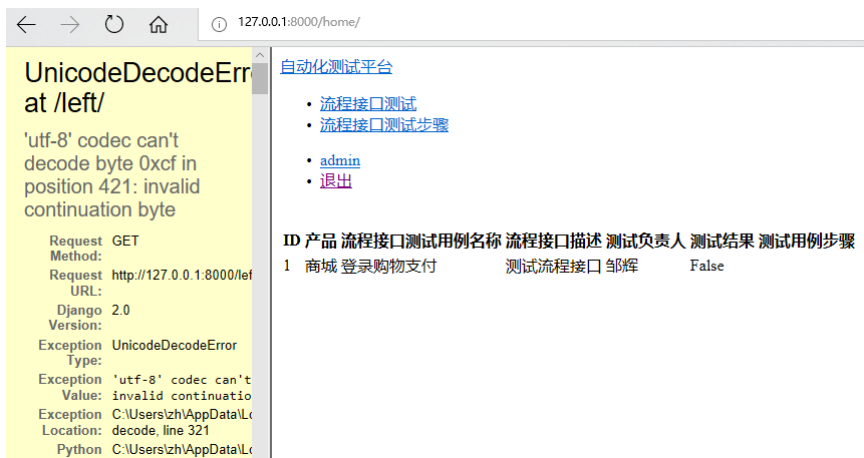 127.0.0.1:8000/home/
UnicodeDecodeErr
at /left/
'utf-8' codec can't
decode byte 0xcf in
position 421: invalid
continuation byte
Request Method: GET
Request URL: http://127.0.0.1:8000/lef
Django Version: 2.0
Exception Type: UnicodeDecodeError
Exception Value: 'utf-8' codec can't
invalid continuatio
Exception Location: C:\Users\zh\AppData\Lo
decode, line 321
Python C:\Users\zh\AppData\Lo
自动化测试平台
• 流程接口测试
• 流程接口测试步骤
• admin
• 退出
ID 产品 流程接口测试用例名称 流程接口描述 测试负责人 测试结果 测试用例步骤
1 商城 登录购物支付 测试流程接口 邹辉 False